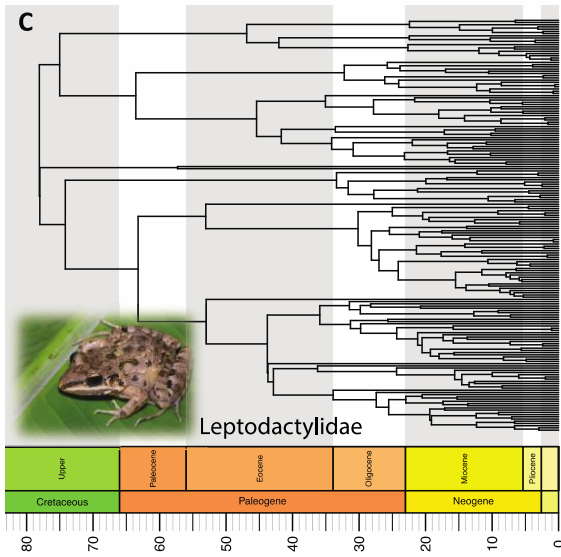 C
Leptodactylidae
Upper
Paleocene
Eocene
Oligocene
Miocene
Pliocene
Cretaceous
Paleogene
Neogene
80 70 60 50 40 30 20 10 0